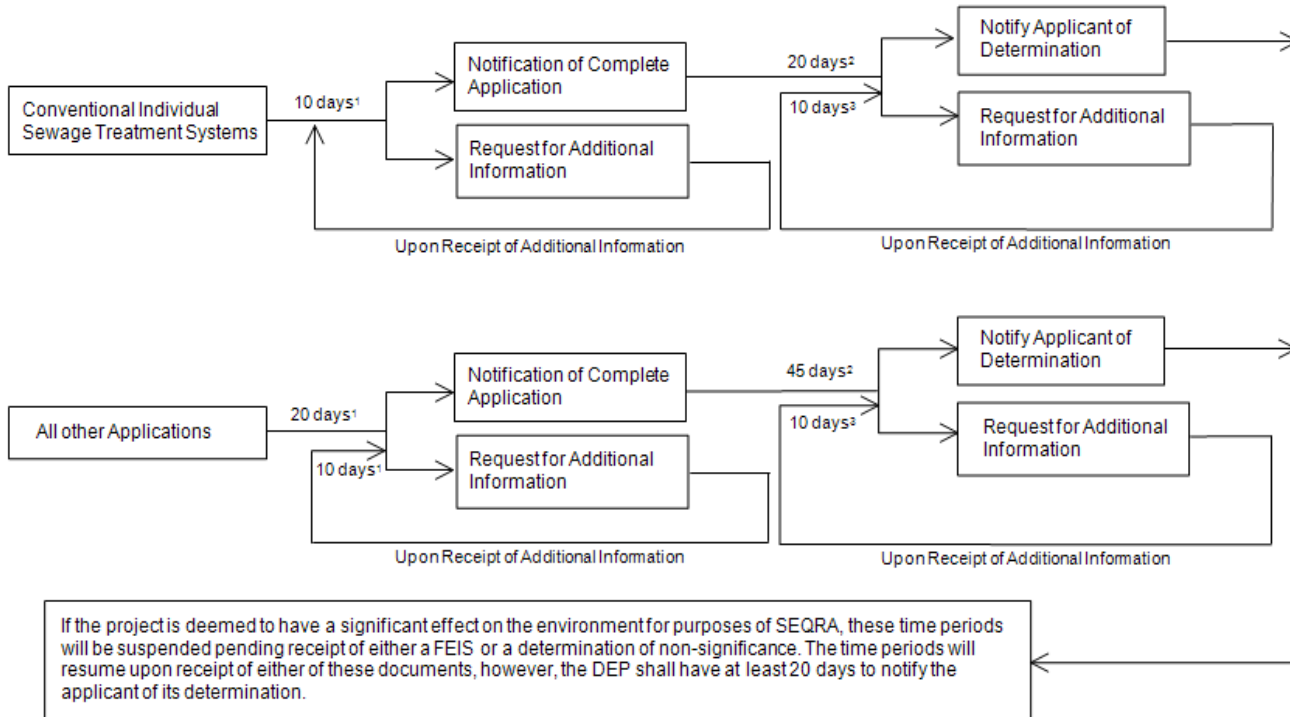 Conventional Individual
Sewage Treatment Systems
10 days¹
Notification of Complete
Application
Request for Additional
Information
Upon Receipt of Additional Information
20 days²
10 days³
Notify Applicant of
Determination
Request for Additional
Information
Upon Receipt of Additional Information
All other Applications
20 days¹
10 days¹
Notification of Complete
Application
Request for Additional
Information
Upon Receipt of Additional Information
45 days²
10 days³
Notify Applicant of
Determination
Request for Additional
Information
Upon Receipt of Additional Information
If the project is deemed to have a significant effect on the environment for purposes of SEQRA, these time periods
will be suspended pending receipt of either a FEIS or a determination of non-significance. The time periods will
resume upon receipt of either of these documents, however, the DEP shall have at least 20 days to notify the
applicant of its determination.